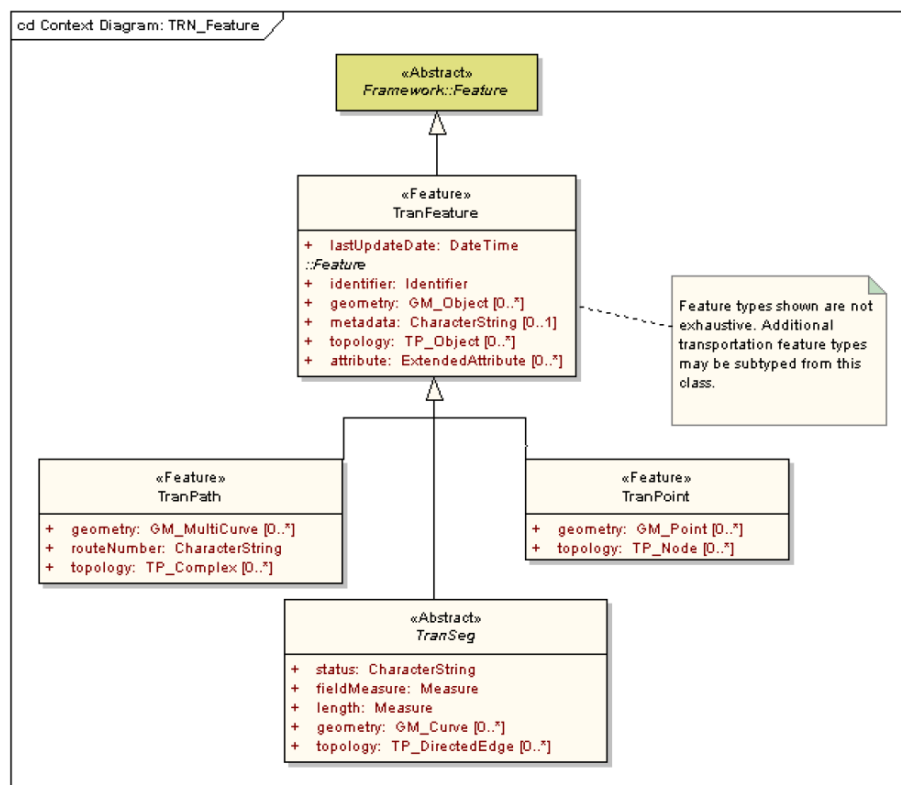 cd Context Diagram: TRN_Feature
«Abstract»
Framework::Feature
«Feature»
TranFeature
+ lastUpdateDate: DateTime
::Feature
+ identifier: Identifier
+ geometry: GM_Object [0..*]
+ metadata: CharacterString [0..1]
+ topology: TP_Object [0..*]
+ attribute: ExtendedAttribute [0..*]
Feature types shown are not
exhaustive. Additional
transportation feature types
may be subtyped from this
class.
«Feature»
TranPath
+ geometry: GM_MultiCurve [0..*]
+ routeNumber: CharacterString
+ topology: TP_Complex [0..*]
«Feature»
TranPoint
+ geometry: GM_Point [0..*]
+ topology: TP_Node [0..*]
«Abstract»
TranSeg
+ status: CharacterString
+ fieldMeasure: Measure
+ length: Measure
+ geometry: GM_Curve [0..*]
+ topology: TP_DirectedEdge [0..*]